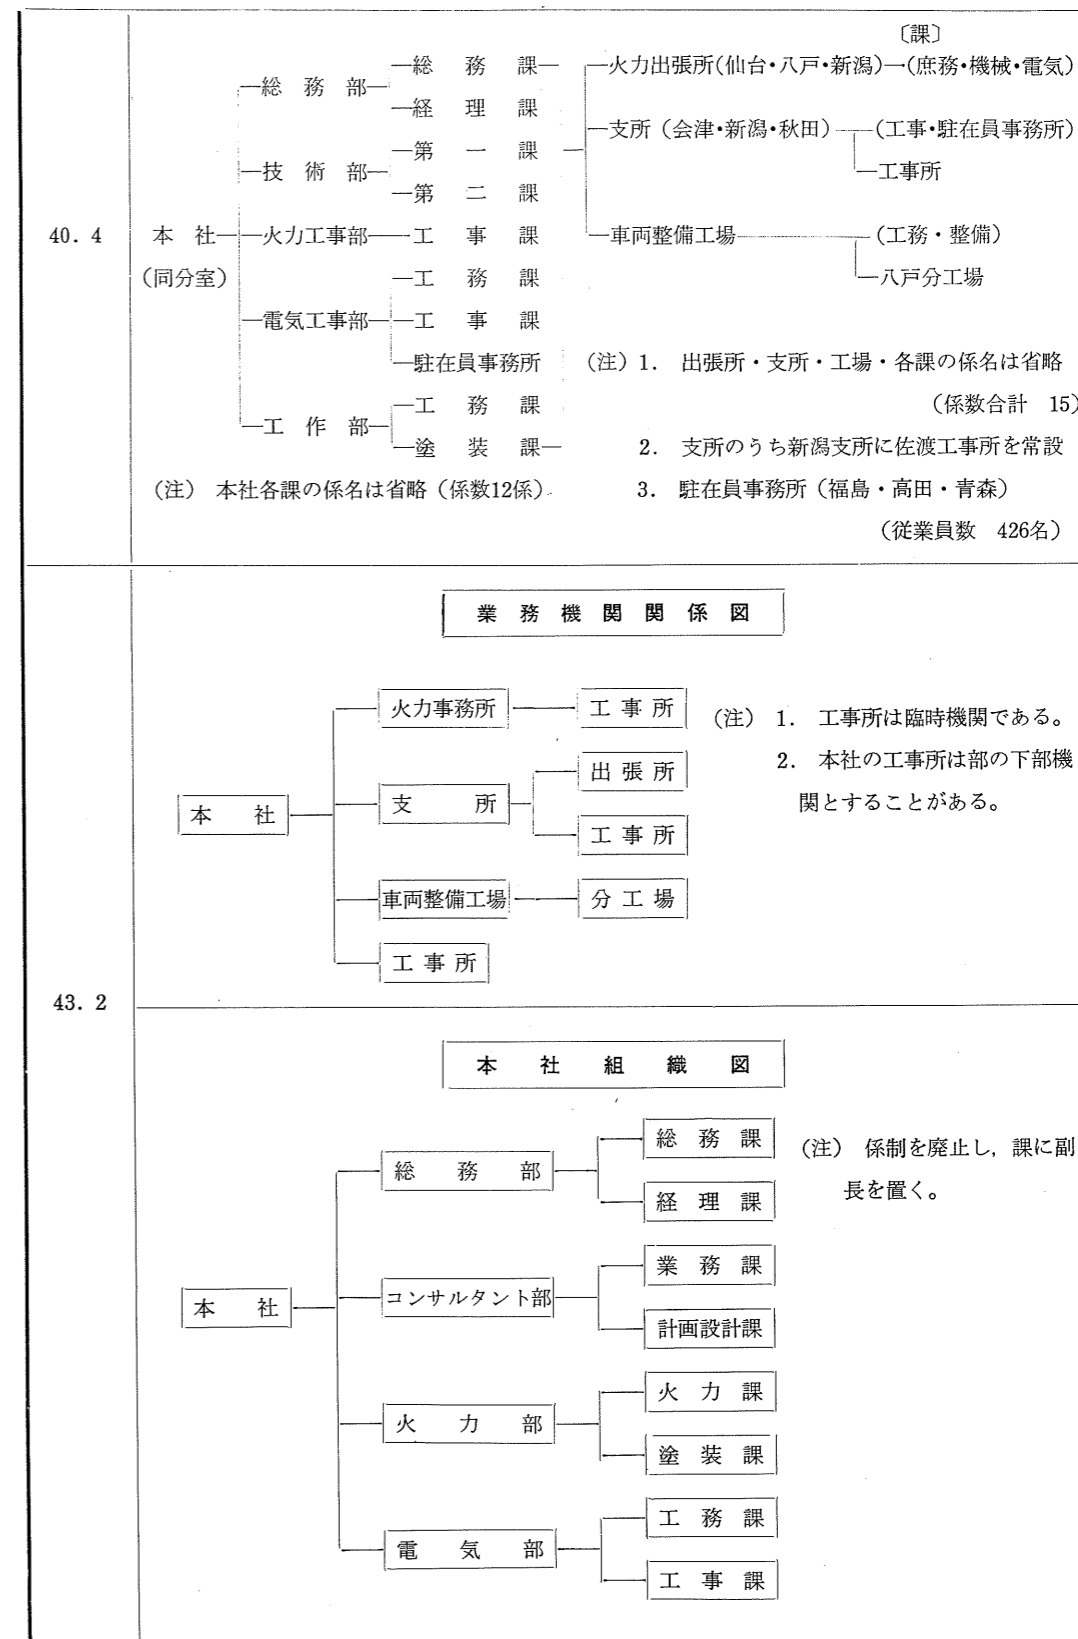 〔課〕
総務課 火力出張所(仙台・八戸・新潟) (庶務・機械・電気)
総務部
経理課
支所(会津・新潟・秋田) (工事・駐在員事務所)
第一課
技術部 工事所
第二課
40.4 本社 火力工事部 工事課 車両整備工場 (工務・整備)
(同分室) 工務課 八戸分工場
電気工事部 工事課
駐在員事務所 (注)1. 出張所・支所・工場・各課の係名は省略
工務課 (係数合計 15)
工作部
塗装課 2. 支所のうち新潟支所に佐渡工事所を常設
(注) 本社各課の係名は省略(係数12係) 3. 駐在員事務所(福島・高田・青森)
(従業員数 426名)
43.2
業務機関関係図
火力事務所 工事所 (注) 1. 工事所は臨時機関である。
出張所 2. 本社の工事所は部の下部機
本社 支所 関とすることがある。
工事所
車両整備工場 分工場
工事所
本社組織図
総務課 (注) 係制を廃止し,課に副
総務部
経理課 長を置く。
業務課
本社 コンサルタント部
計画設計課
火力課
火力部
塗装課
工務課
電気部
工事課